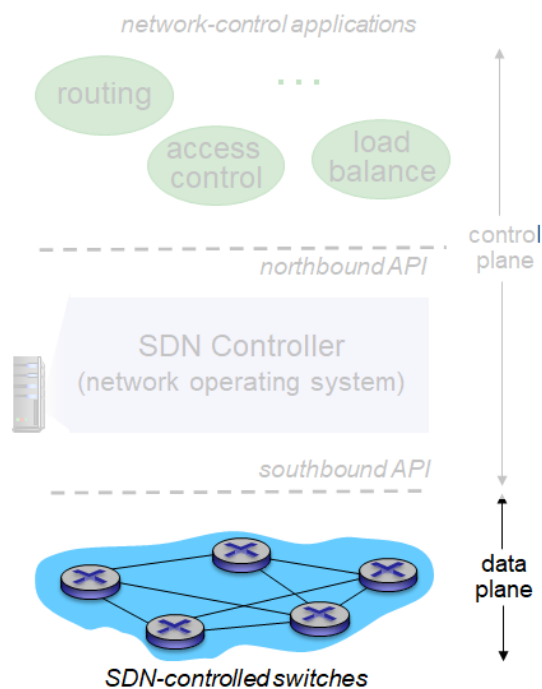 network-control applications
...
routing
access
control
load
balance
control
plane
northbound API
SDN Controller
(network operating system)
southbound API
data
plane
SDN-controlled switches